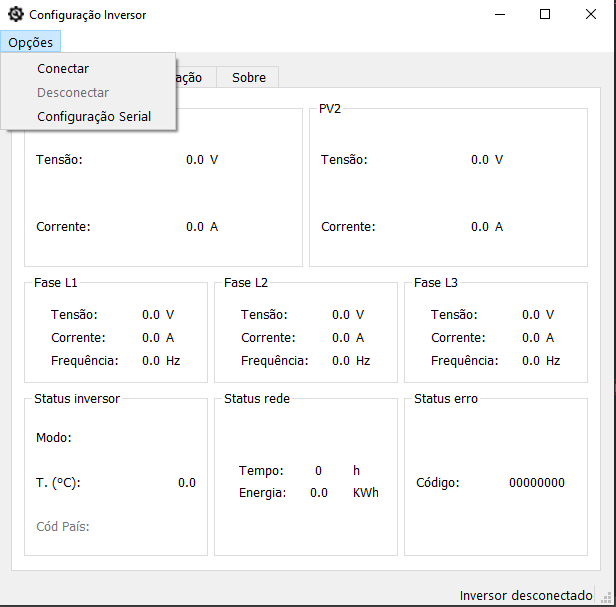 Configuração Inversor
Opções
Conectar
Desconectar
Configuração Serial
ação Sobre
Tensão: 0.0 V
Corrente: 0.0 A
PV2
Tensão: 0.0 V
Corrente: 0.0 A
Fase L1
Tensão: 0.0 V
Corrente: 0.0 A
Frequência: 0.0 Hz
Fase L2
Tensão: 0.0 V
Corrente: 0.0 A
Frequência: 0.0 Hz
Fase L3
Tensão: 0.0 V
Corrente: 0.0 A
Frequência: 0.0 Hz
Status inversor
Modo:
T. (ºC): 0.0
Cód País:
Status rede
Tempo: 0 h
Energia: 0.0 KWh
Status erro
Código: 00000000
Inversor desconectado